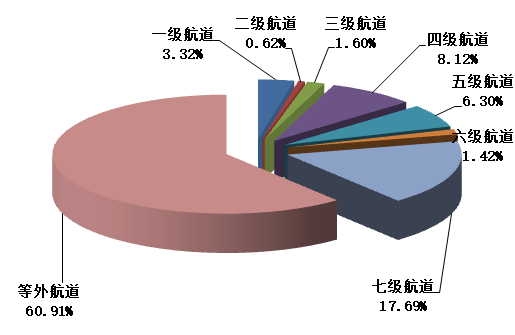 一级航道
3.32%
二级航道
0.62%
三级航道
1.60%
四级航道
8.12%
五级航道
6.30%
六级航道
1.42%
七级航道
17.69%
等外航道
60.91%